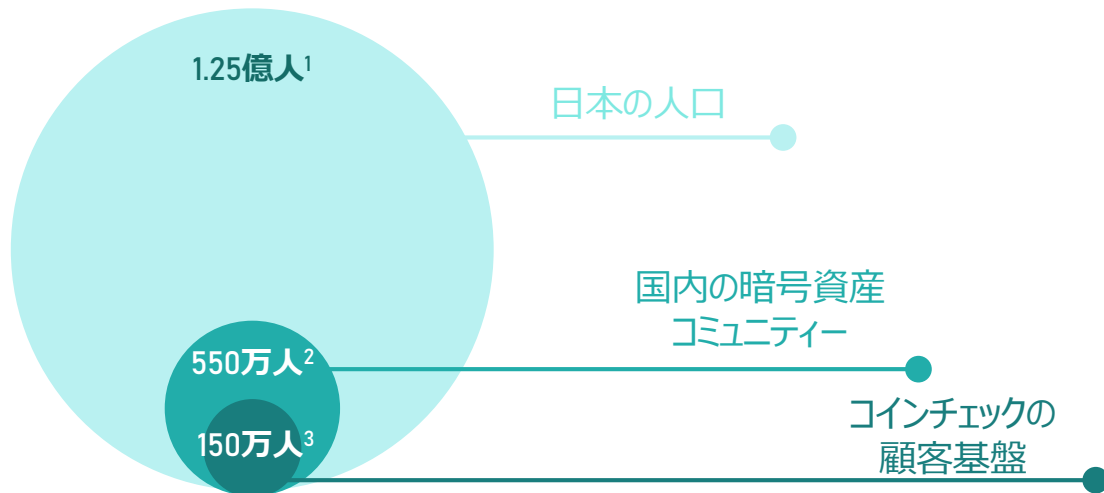 1.25億人1
日本の人口
国内の暗号資産
コミュニティー
550万人2
コインチェックの
顧客基盤
150万人3